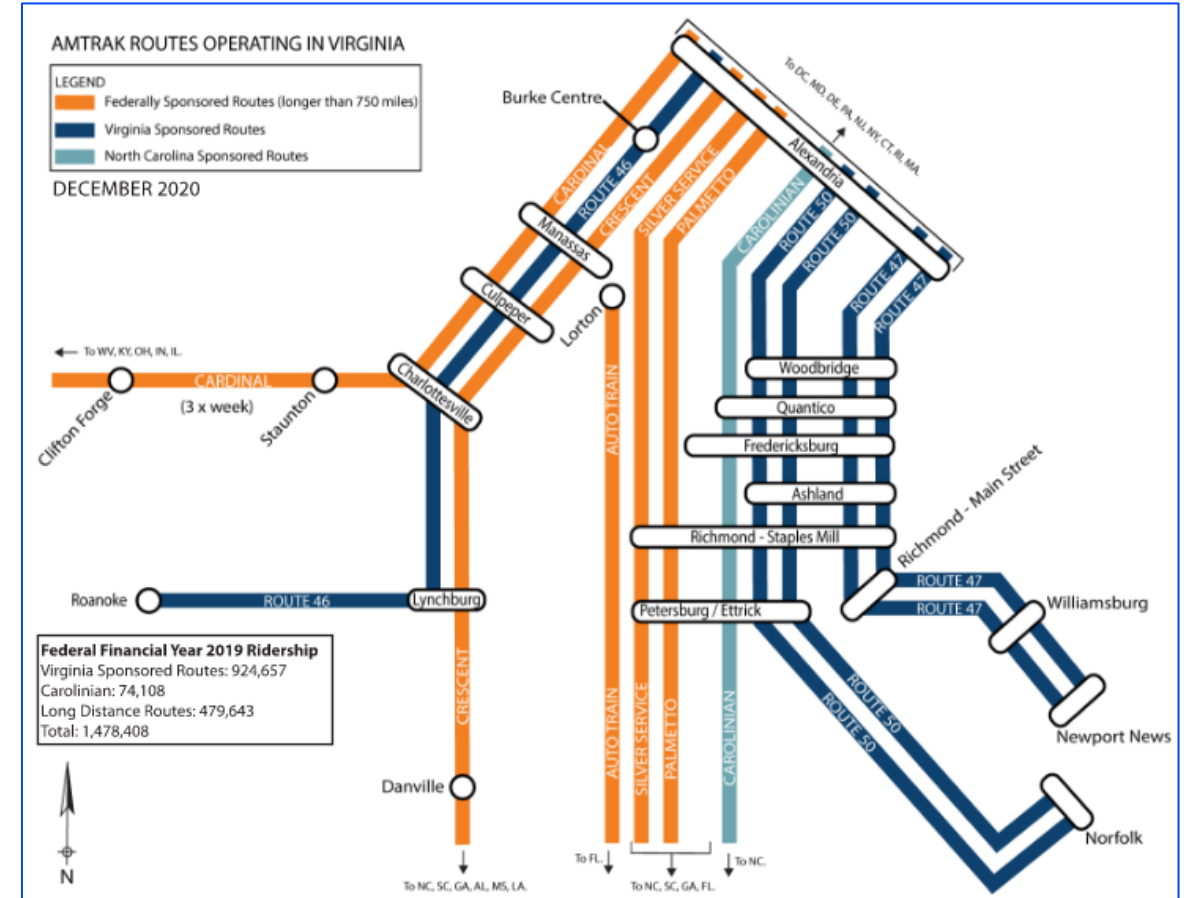 AMTRAK ROUTES OPERATING IN VIRGINIA
LEGEND
Federally Sponsored Routes (longer than 750 miles)
Virginia Sponsored Routes
North Carolina Sponsored Routes
DECEMBER 2020
Burke Centre
To DC, MD, DE, PA, NJ, NY, CT, RI, MA.
Alexandria
CARDINAL
ROUTE 46
CRESCENT
SILVER SERVICE
PALMETTO
CAROLINIAN
ROUTE 50
ROUTE 50
ROUTE 47
ROUTE 47
Manassas
Culpeper
Lorton
Charlottesville
To WV, KY, OH, IN, IL.
CARDINAL
(3 x week)
Clifton Forge
Staunton
AUTO TRAIN
Woodbridge
Quantico
Fredericksburg
Ashland
Richmond - Staples Mill
Richmond - Main Street
ROUTE 47
ROUTE 47
Williamsburg
Newport News
Petersburg / Ettrick
Roanoke
ROUTE 46
Lynchburg
Federal Financial Year 2019 Ridership
Virginia Sponsored Routes: 924,657
Carolinian: 74,108
Long Distance Routes: 479,643
Total: 1,478,408
CRESCENT
AUTO TRAIN
SILVER SERVICE
PALMETTO
CAROLINIAN
ROUTE 50
ROUTE 50
Danville
Norfolk
N
To NC, SC, GA, AL, MS, LA.
To FL.
To NC, SC, GA, FL.
To NC.